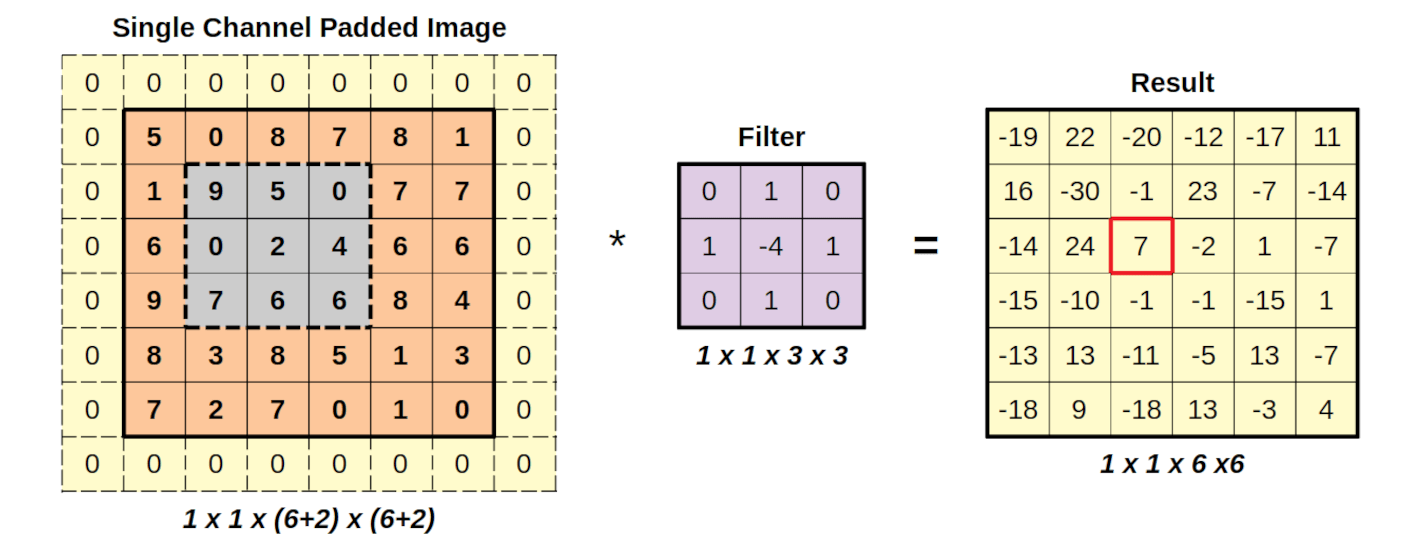 Single Channel Padded Image
0 0 0 0 0 0 0 0
0 5 0 8 7 8 1 0
0 1 9 5 0 7 7 0
0 6 0 2 4 6 6 0
0 9 7 6 6 8 4 0
0 8 3 8 5 1 3 0
0 7 2 7 0 1 0 0
0 0 0 0 0 0 0 0
1 x 1 x (6+2) x (6+2)
*
Filter
0 1 0
1 -4 1
0 1 0
1 x 1 x 3 x 3
=
Result
-19 22 -20 -12 -17 11
16 -30 -1 23 -7 -14
-14 24 7 -2 1 -7
-15 -10 -1 -1 -15 1
-13 13 -11 -5 13 -7
-18 9 -18 13 -3 4
1 x 1 x 6 x6